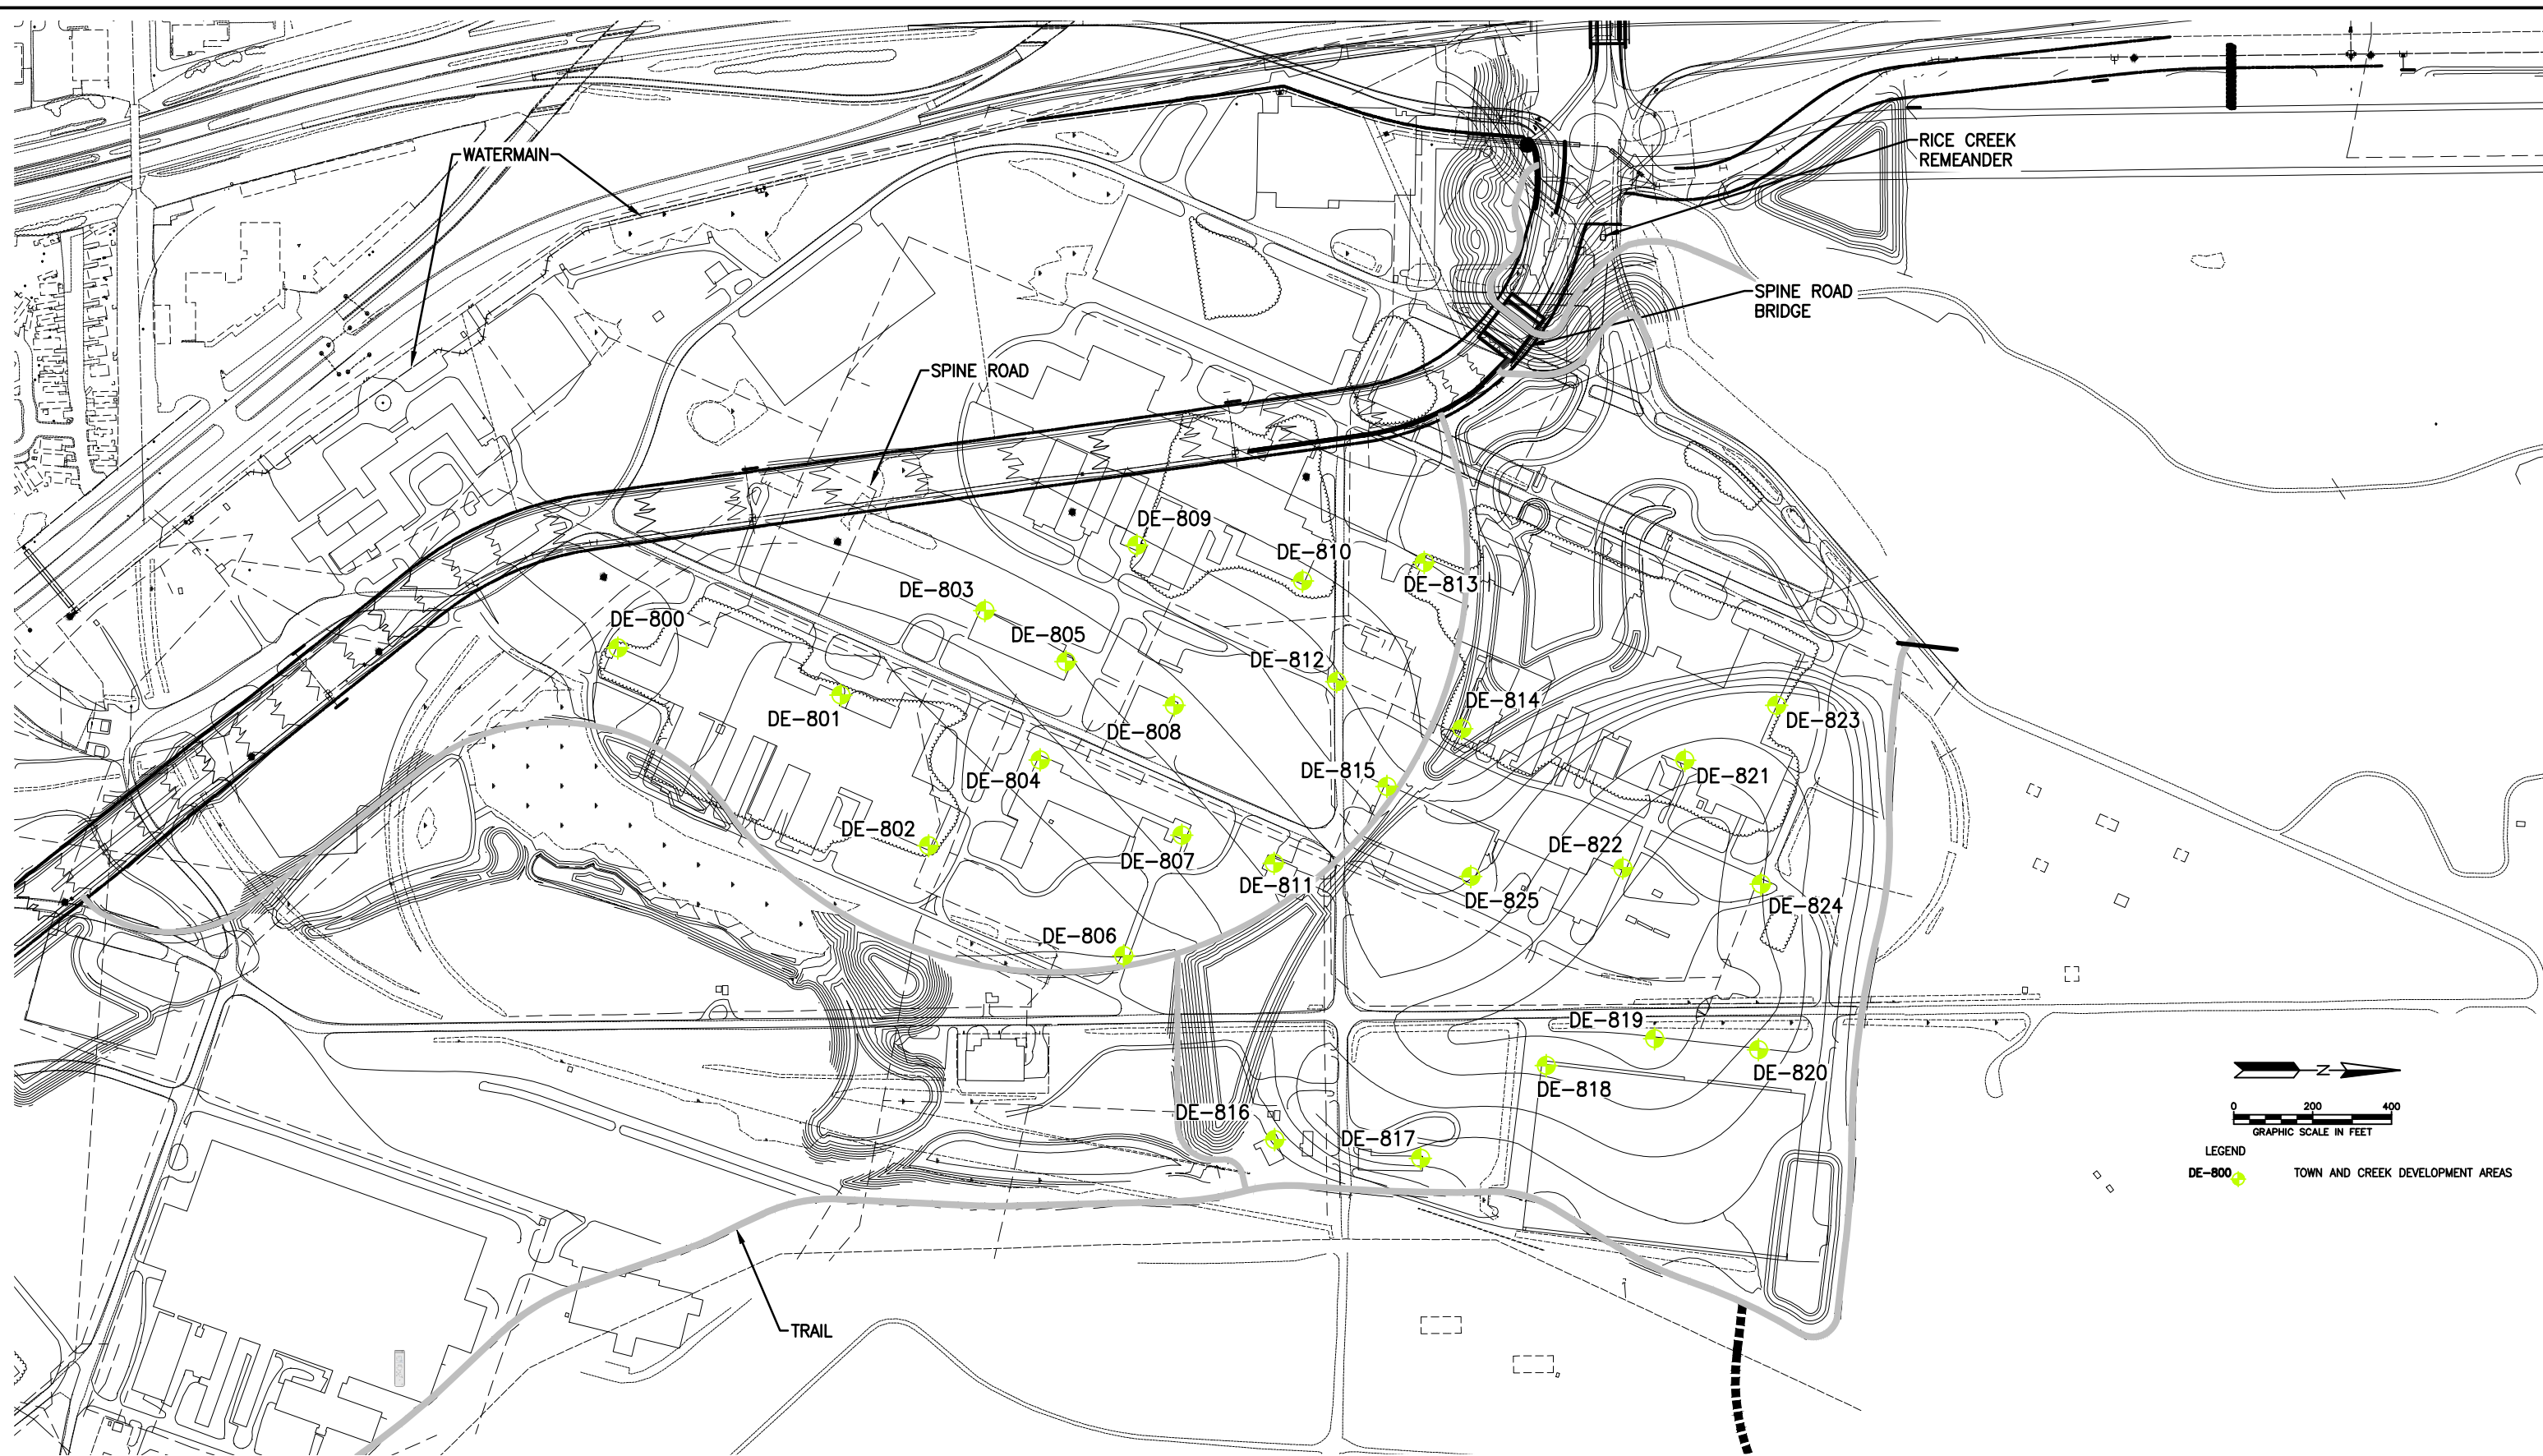 WATERMAIN
RICE CREEK
REMEANDER
SPINE ROAD
BRIDGE
SPINE ROAD
DE-809
DE-810
DE-813
DE-803
DE-800
DE-805
DE-812
DE-801
DE-808
DE-814
DE-823
DE-804
DE-815
DE-821
DE-802
DE-807
DE-822
DE-811
DE-825
DE-824
DE-806
DE-819
DE-820
DE-818
DE-816
DE-817
N
0 200 400
GRAPHIC SCALE IN FEET
LEGEND
DE-800 TOWN AND CREEK DEVELOPMENT AREAS
TRAIL